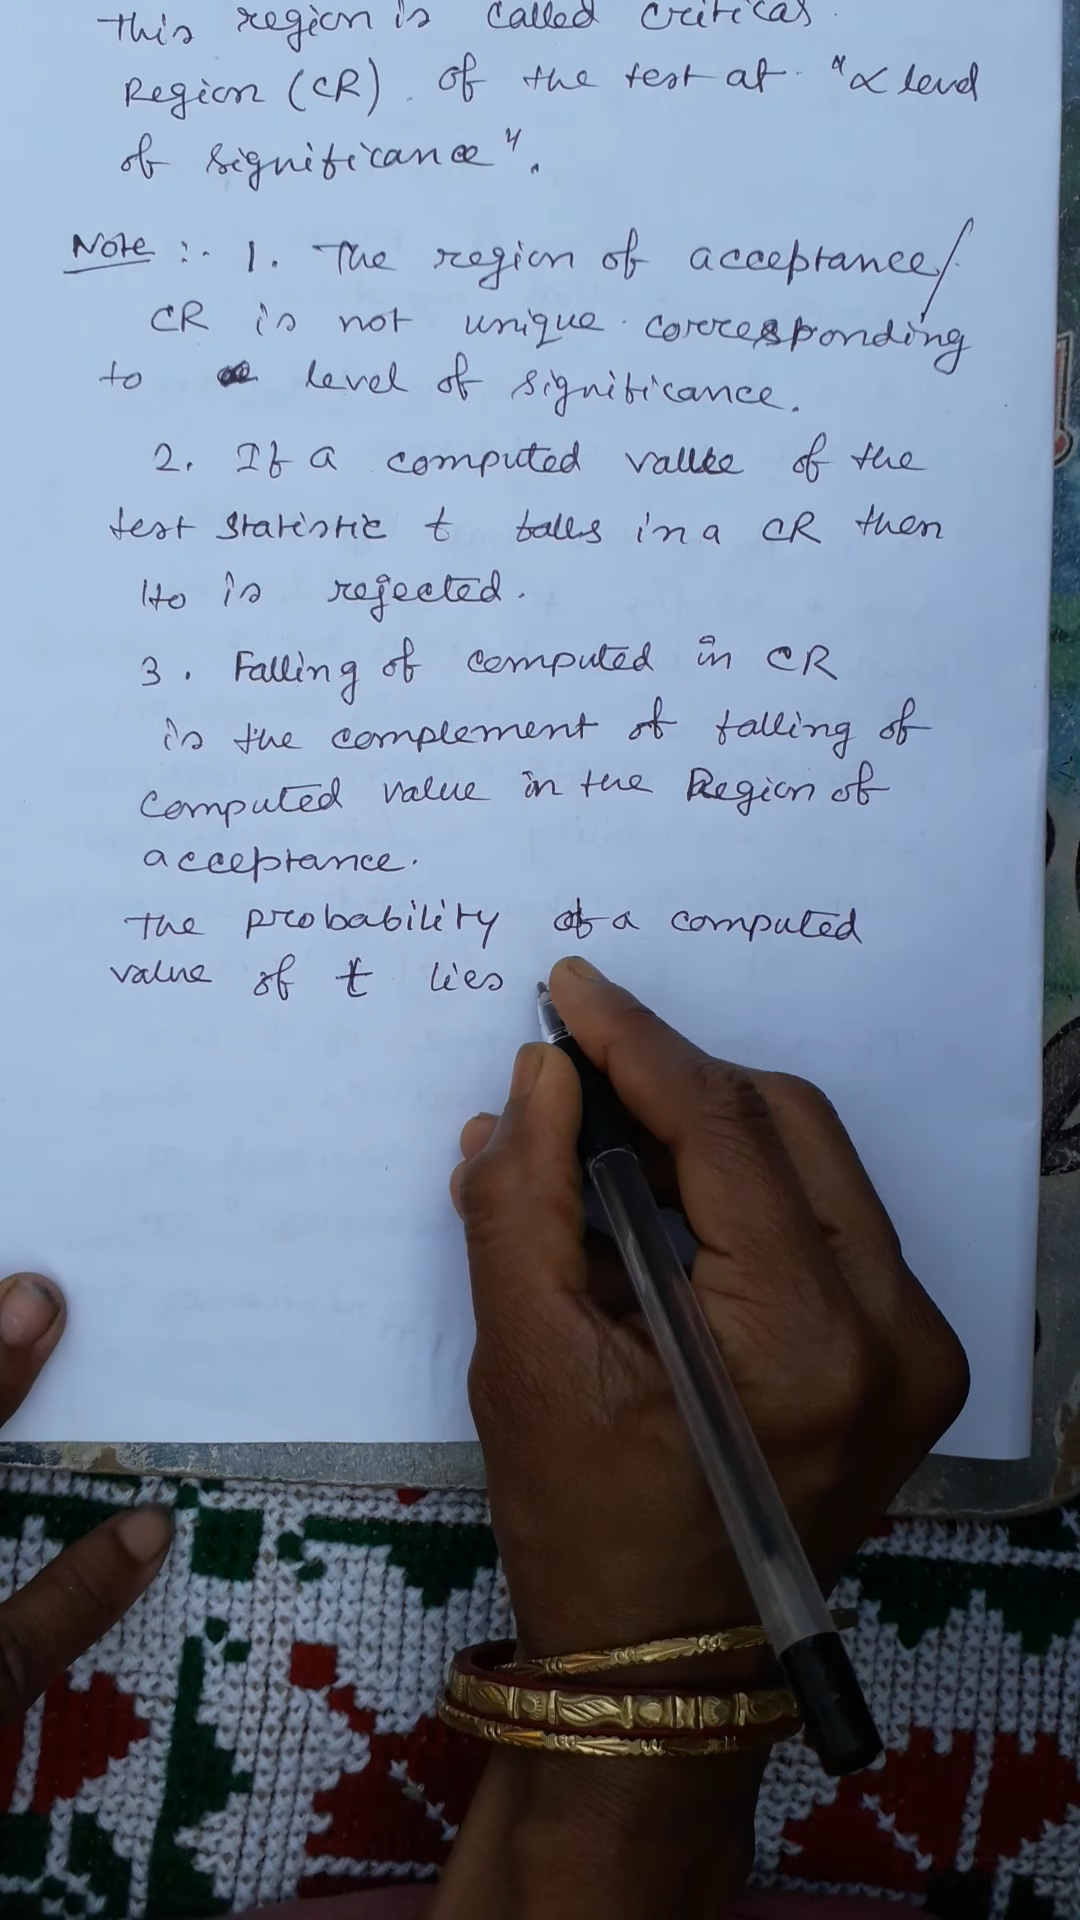 This region is called critical
Region (CR). of the test at "α level
of significance".
Note :- 1. The region of acceptance/
CR is not unique corresponding
to level of significance.
2. If a computed value of the
test statistic t falls in a CR then
H0 is rejected.
3. Falling of computed in CR
is the complement of falling of
computed value in the Region of
acceptance.
The probability of a computed
value of t lies